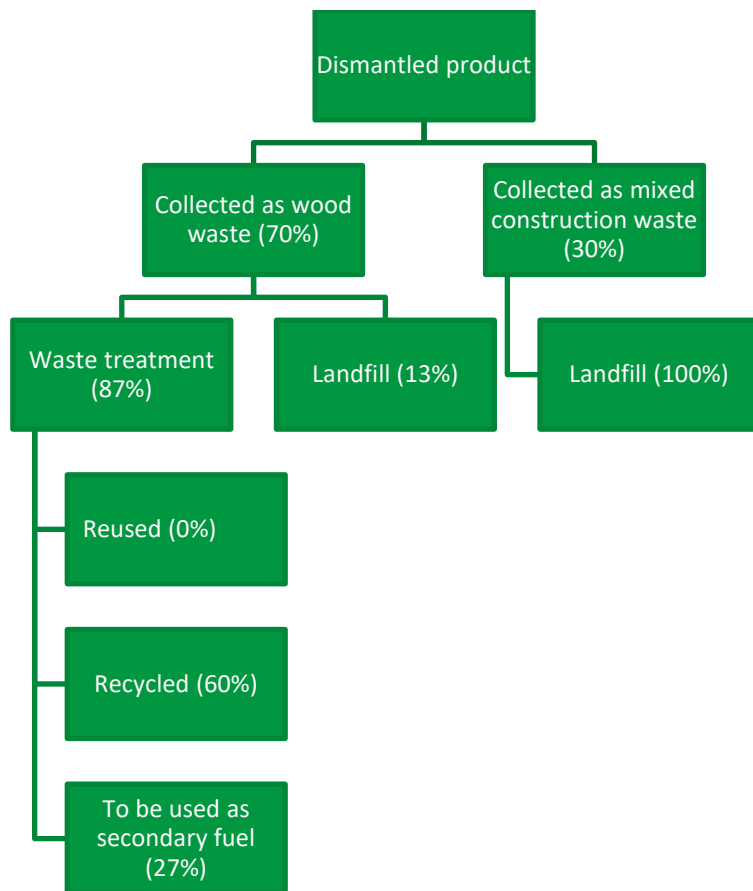 Dismantled product
Collected as wood
waste (70%)
Collected as mixed
construction waste
(30%)
Waste treatment
(87%)
Landfill (13%)
Landfill (100%)
Reused (0%)
Recycled (60%)
To be used as
secondary fuel
(27%)